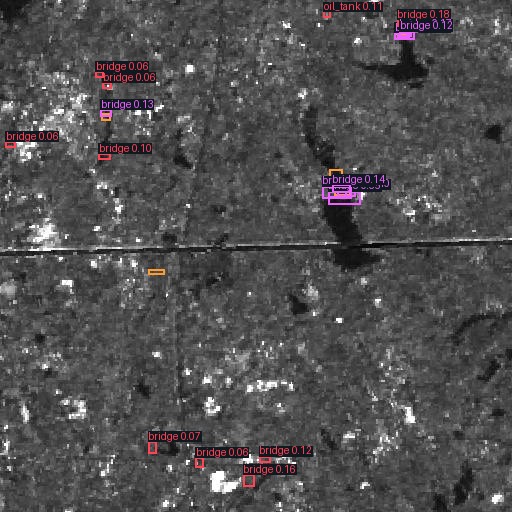 oil_tank 0.11
bridge 0.18
bridge 0.12
bridge 0.06
bridge 0.06
bridge 0.13
bridge 0.06
bridge 0.10
bridge 0.14
bridge 0.07
bridge 0.06
bridge 0.12
bridge 0.16